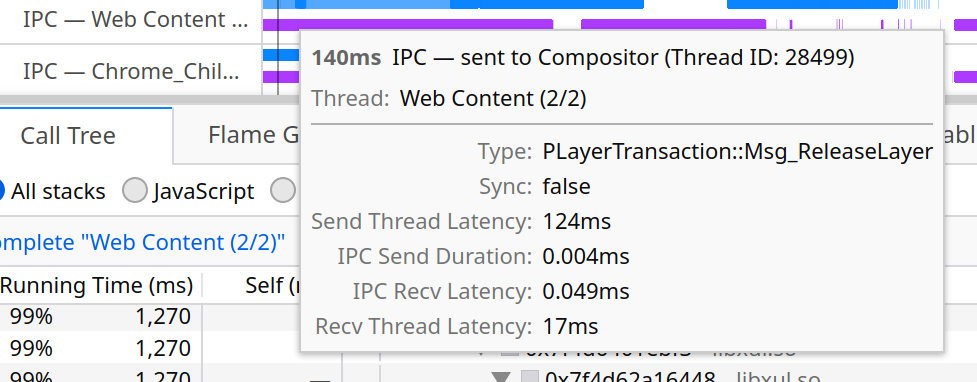 IPC — Web Content ...
140ms IPC — sent to Compositor (Thread ID: 28499)
IPC — Chrome_Chil...
Thread: Web Content (2/2)
Call Tree
Flame G
abl
Type: PLayerTransaction::Msg_ReleaseLayer
All stacks
JavaScript
Sync: false
Send Thread Latency: 124ms
mplete "Web Content (2/2)"
IPC Send Duration: 0.004ms
Running Time (ms)
Self (
IPC Recv Latency: 0.049ms
99% 1,270
Recv Thread Latency: 17ms
99% 1,270
libxul.so
99% 1,270
0x7f4d62a16448 libxul.so